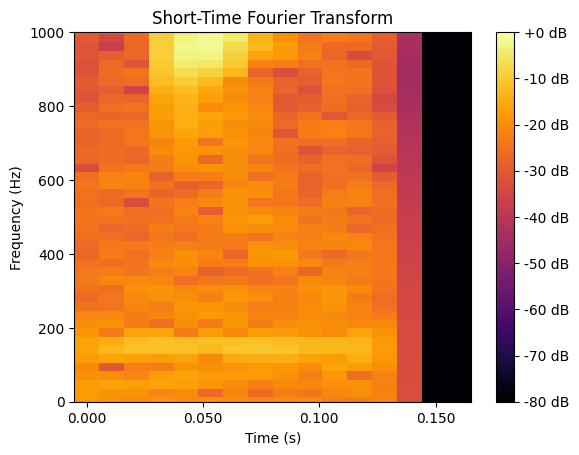 Short-Time Fourier Transform
1000
800
600
400
200
0
Frequency (Hz)
0.000
0.050
0.100
0.150
Time (s)
+0 dB
-10 dB
-20 dB
-30 dB
-40 dB
-50 dB
-60 dB
-70 dB
-80 dB